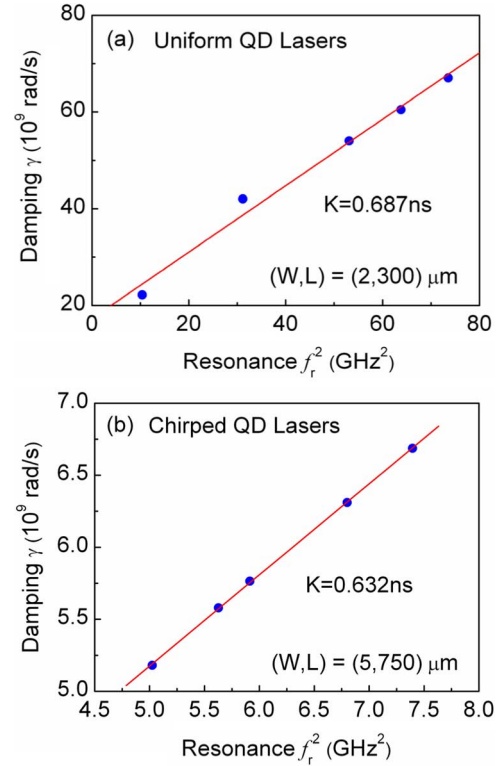 (a) Uniform QD Lasers
80
60
40
20
Damping γ (10⁹ rad/s)
K=0.687ns
(W,L) = (2,300) μm
0 20 40 60 80
Resonance fᵣ² (GHz²)
(b) Chirped QD Lasers
7.0
6.5
6.0
5.5
5.0
Damping γ (10⁹ rad/s)
K=0.632ns
(W,L) = (5,750) μm
4.5 5.0 5.5 6.0 6.5 7.0 7.5 8.0
Resonance fᵣ² (GHz²)